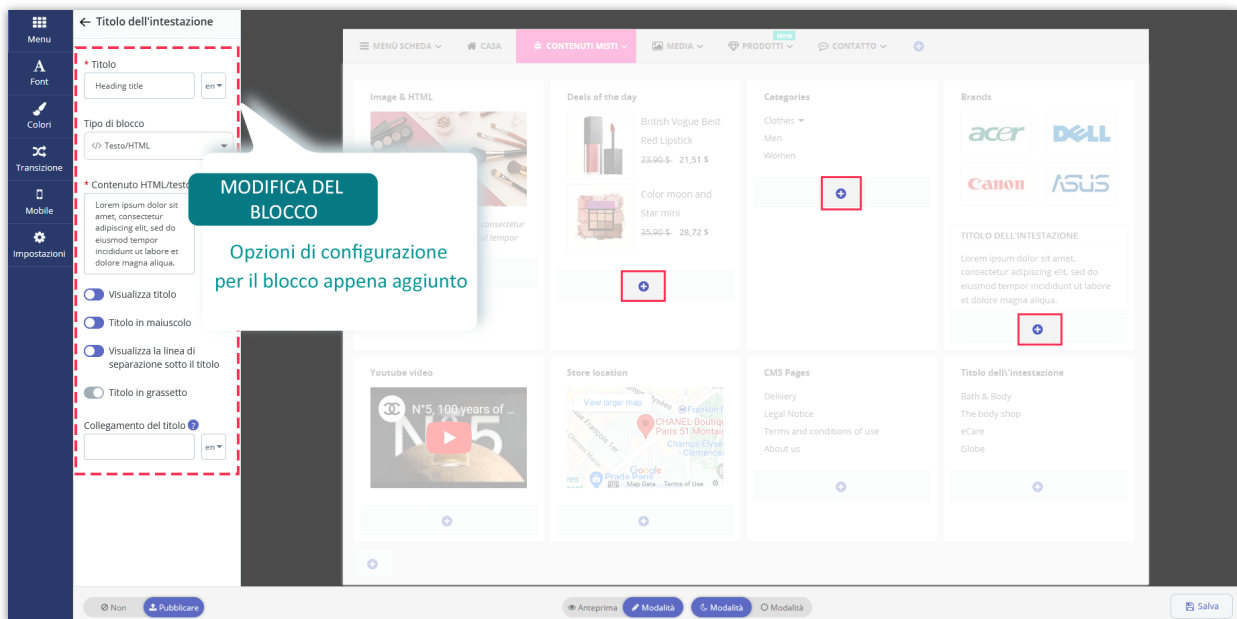 Menu
Font
Colori
Transizione
Mobile
Impostazioni
← Titolo dell'intestazione
* Titolo
Heading title
en
Tipo di blocco
</> Testo/HTML
* Contenuto HTML/testo
Lorem ipsum dolor sit
amet, consectetur
adipiscing elit, sed do
eiusmod tempor
incididunt ut labore et
dolore magna aliqua.
Visualizza titolo
Titolo in maiuscolo
Visualizza la linea di
separazione sotto il titolo
Titolo in grassetto
Collegamento del titolo ?
en
MODIFICA DEL
BLOCCO
Opzioni di configurazione
per il blocco appena aggiunto
MENÙ SCHEDA
CASA
CONTENUTI MISTI
MEDIA
NEW
PRODOTTI
CONTATTO
Image & HTML
consectetur
tempor
Deals of the day
British Vogue Best
Red Lipstick
23,90 $ 21,51 $
Color moon and
Star mini
35,90 $ 28,72 $
Categories
Clothes
Men
Women
Brands
acer
DELL
Canon
ASUS
TITOLO DELL'INTESTAZIONE
Lorem ipsum dolor sit amet,
consectetur adipiscing elit, sed do
eiusmod tempor incididunt ut labore
et dolore magna aliqua.
Youtube video
N°5, 100 years of ...
N°5
Store location
View larger map
CHANEL Boutiqu
Paris 51 Montaig
Champs-Élysé
Clemence
Google
Prada Paris
Map Data Terms of Use
CMS Pages
Delivery
Legal Notice
Terms and conditions of use
About us
Titolo dell\'intestazione
Bath & Body
The body shop
eCare
Globe
Non
Pubblicare
Anteprima
Modalità
Modalità
Modalità
Salva